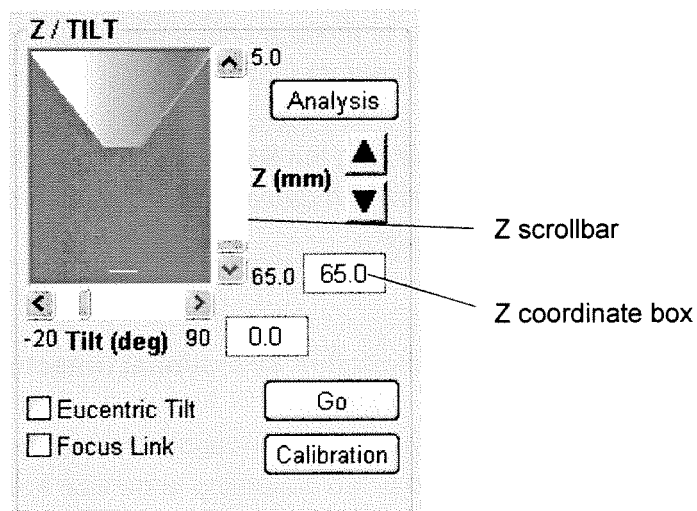 Z / TILT
5.0
Analysis
Z (mm)
Z scrollbar
65.0 65.0
Z coordinate box
-20 Tilt (deg) 90 0.0
Eucentric Tilt
Go
Focus Link
Calibration